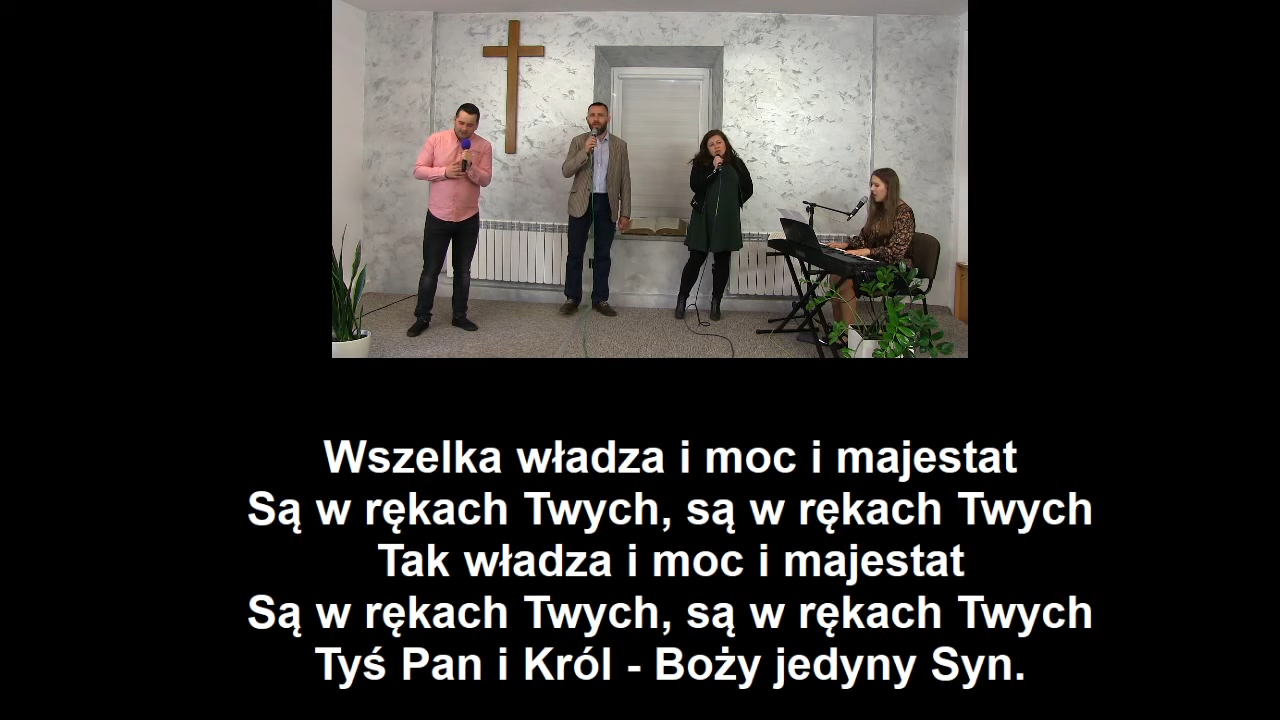 Wszelka władza i moc i majestat
Są w rękach Twych, są w rękach Twych
Tak władza i moc i majestat
Są w rękach Twych, są w rękach Twych
Tyś Pan i Król - Boży jedyny Syn.